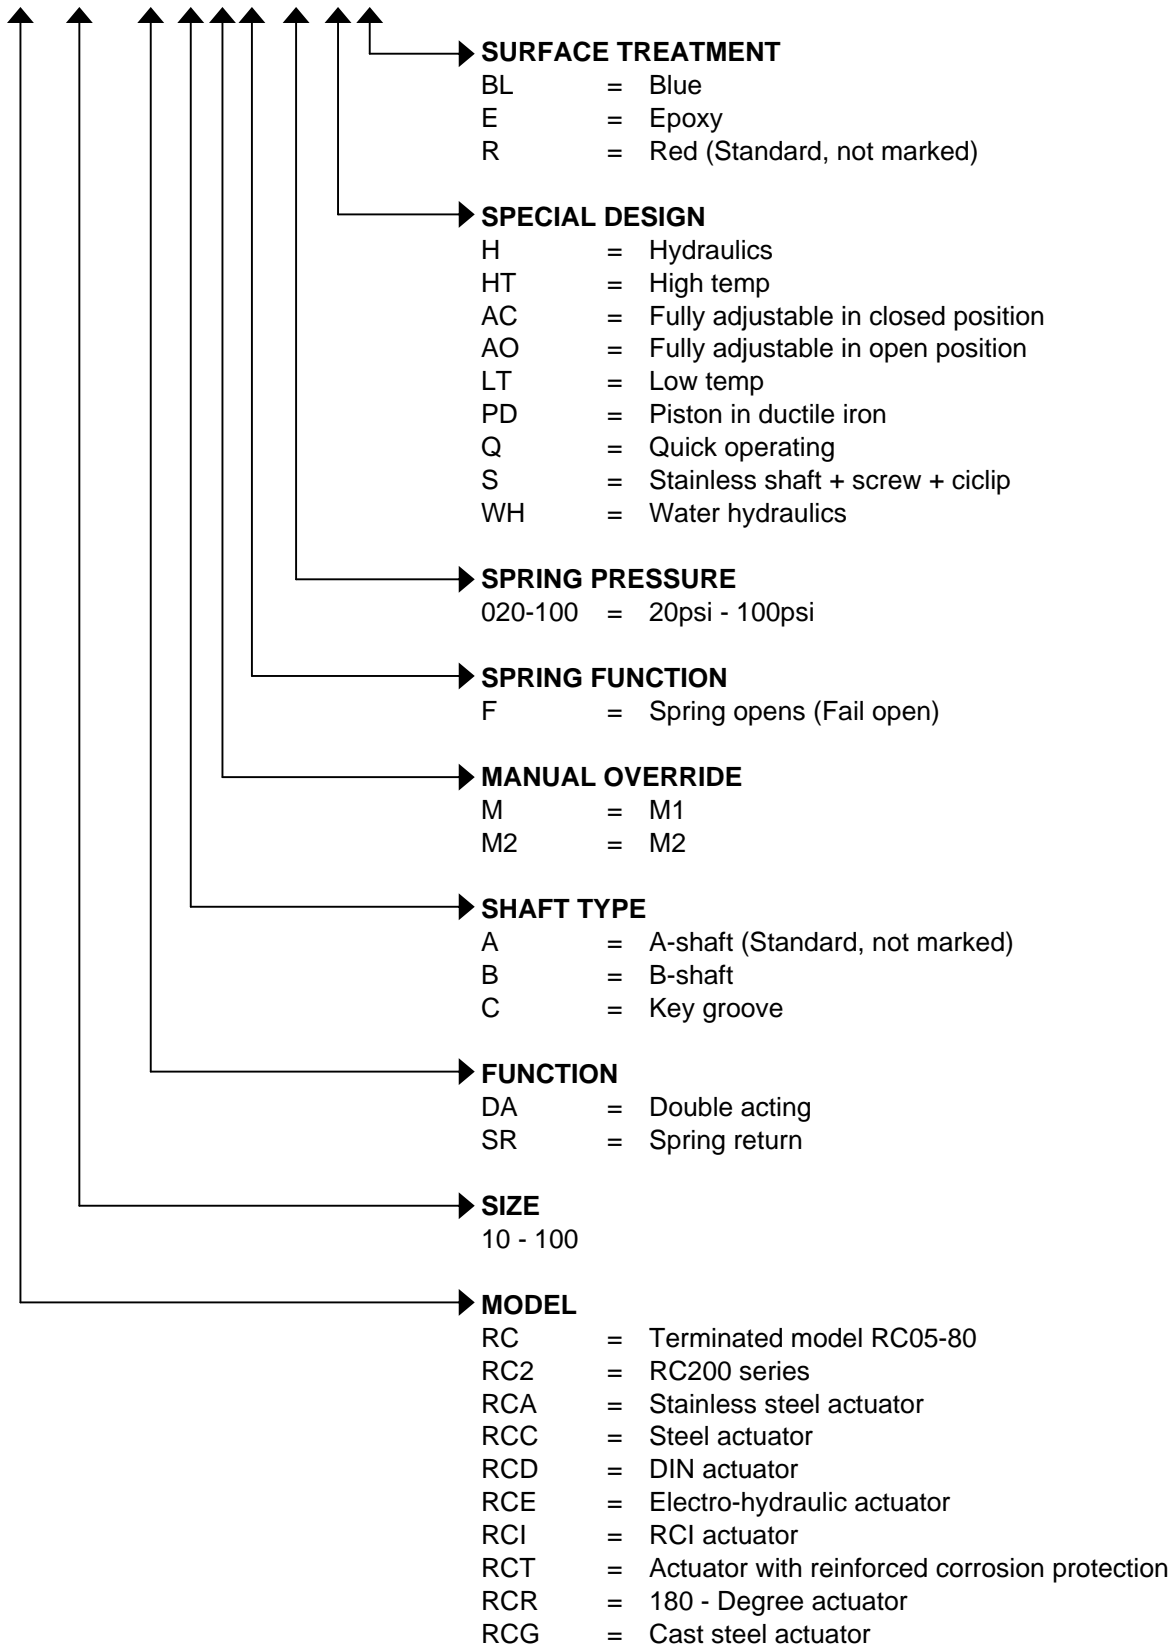 SURFACE TREATMENT
BL = Blue
E = Epoxy
R = Red (Standard, not marked)
SPECIAL DESIGN
H = Hydraulics
HT = High temp
AC = Fully adjustable in closed position
AO = Fully adjustable in open position
LT = Low temp
PD = Piston in ductile iron
Q = Quick operating
S = Stainless shaft + screw + ciclip
WH = Water hydraulics
SPRING PRESSURE
020-100 = 20psi - 100psi
SPRING FUNCTION
F = Spring opens (Fail open)
MANUAL OVERRIDE
M = M1
M2 = M2
SHAFT TYPE
A = A-shaft (Standard, not marked)
B = B-shaft
C = Key groove
FUNCTION
DA = Double acting
SR = Spring return
SIZE
10 - 100
MODEL
RC = Terminated model RC05-80
RC2 = RC200 series
RCA = Stainless steel actuator
RCC = Steel actuator
RCD = DIN actuator
RCE = Electro-hydraulic actuator
RCI = RCI actuator
RCT = Actuator with reinforced corrosion protection
RCR = 180 - Degree actuator
RCG = Cast steel actuator